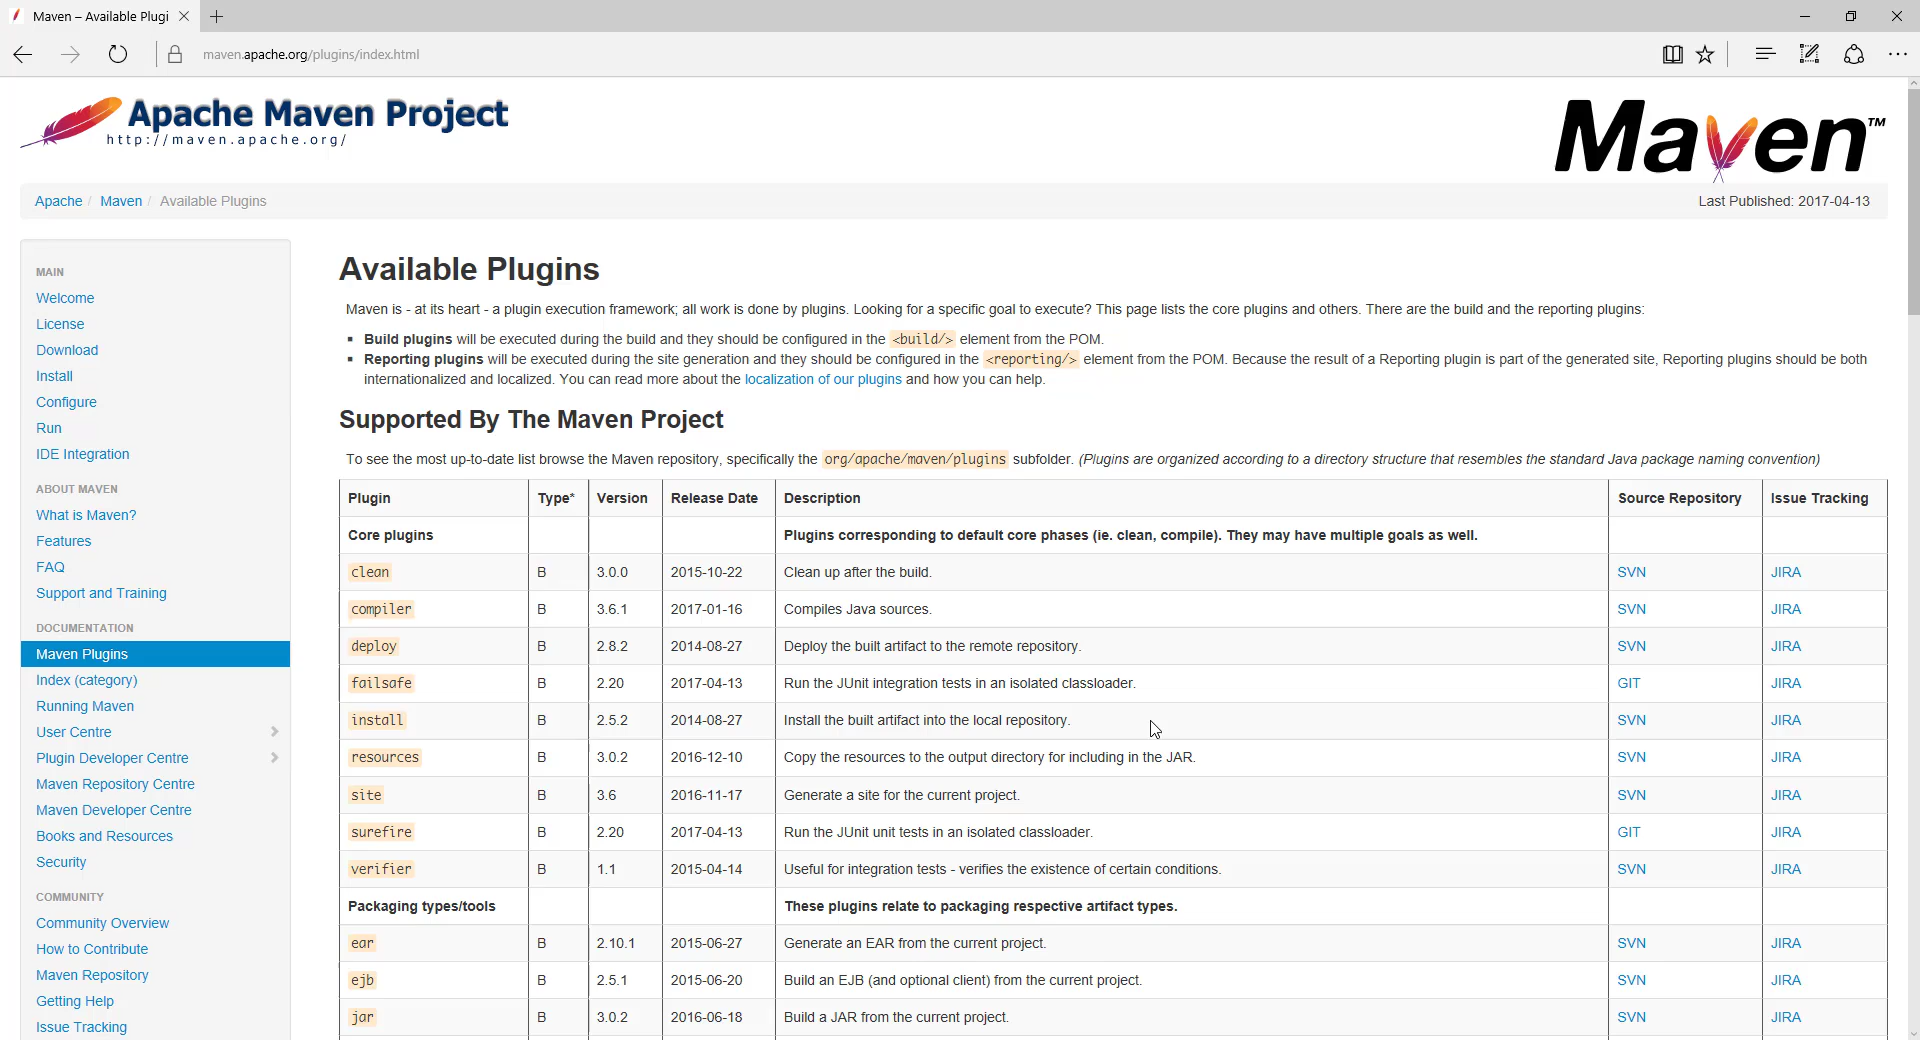 Maven – Available Plugi
maven.apache.org/plugins/index.html
Apache Maven Project
http://maven.apache.org/
Maven™
Apache / Maven / Available Plugins
Last Published: 2017-04-13
MAIN
Welcome
License
Download
Install
Configure
Run
IDE Integration
ABOUT MAVEN
What is Maven?
Features
FAQ
Support and Training
DOCUMENTATION
Maven Plugins
Index (category)
Running Maven
User Centre
Plugin Developer Centre
Maven Repository Centre
Maven Developer Centre
Books and Resources
Security
COMMUNITY
Community Overview
How to Contribute
Maven Repository
Getting Help
Issue Tracking
Available Plugins
Maven is - at its heart - a plugin execution framework; all work is done by plugins. Looking for a specific goal to execute? This page lists the core plugins and others. There are the build and the reporting plugins:
Build plugins will be executed during the build and they should be configured in the <build/> element from the POM.
Reporting plugins will be executed during the site generation and they should be configured in the <reporting/> element from the POM. Because the result of a Reporting plugin is part of the generated site, Reporting plugins should be both
internationalized and localized. You can read more about the localization of our plugins and how you can help.
Supported By The Maven Project
To see the most up-to-date list browse the Maven repository, specifically the org/apache/maven/plugins subfolder. (Plugins are organized according to a directory structure that resembles the standard Java package naming convention)
Plugin Type* Version Release Date Description Source Repository Issue Tracking
Core plugins Plugins corresponding to default core phases (ie. clean, compile). They may have multiple goals as well.
clean B 3.0.0 2015-10-22 Clean up after the build. SVN JIRA
compiler B 3.6.1 2017-01-16 Compiles Java sources. SVN JIRA
deploy B 2.8.2 2014-08-27 Deploy the built artifact to the remote repository. SVN JIRA
failsafe B 2.20 2017-04-13 Run the JUnit integration tests in an isolated classloader. GIT JIRA
install B 2.5.2 2014-08-27 Install the built artifact into the local repository. SVN JIRA
resources B 3.0.2 2016-12-10 Copy the resources to the output directory for including in the JAR. SVN JIRA
site B 3.6 2016-11-17 Generate a site for the current project. SVN JIRA
surefire B 2.20 2017-04-13 Run the JUnit unit tests in an isolated classloader. GIT JIRA
verifier B 1.1 2015-04-14 Useful for integration tests - verifies the existence of certain conditions. SVN JIRA
Packaging types/tools These plugins relate to packaging respective artifact types.
ear B 2.10.1 2015-06-27 Generate an EAR from the current project. SVN JIRA
ejb B 2.5.1 2015-06-20 Build an EJB (and optional client) from the current project. SVN JIRA
jar B 3.0.2 2016-06-18 Build a JAR from the current project. SVN JIRA